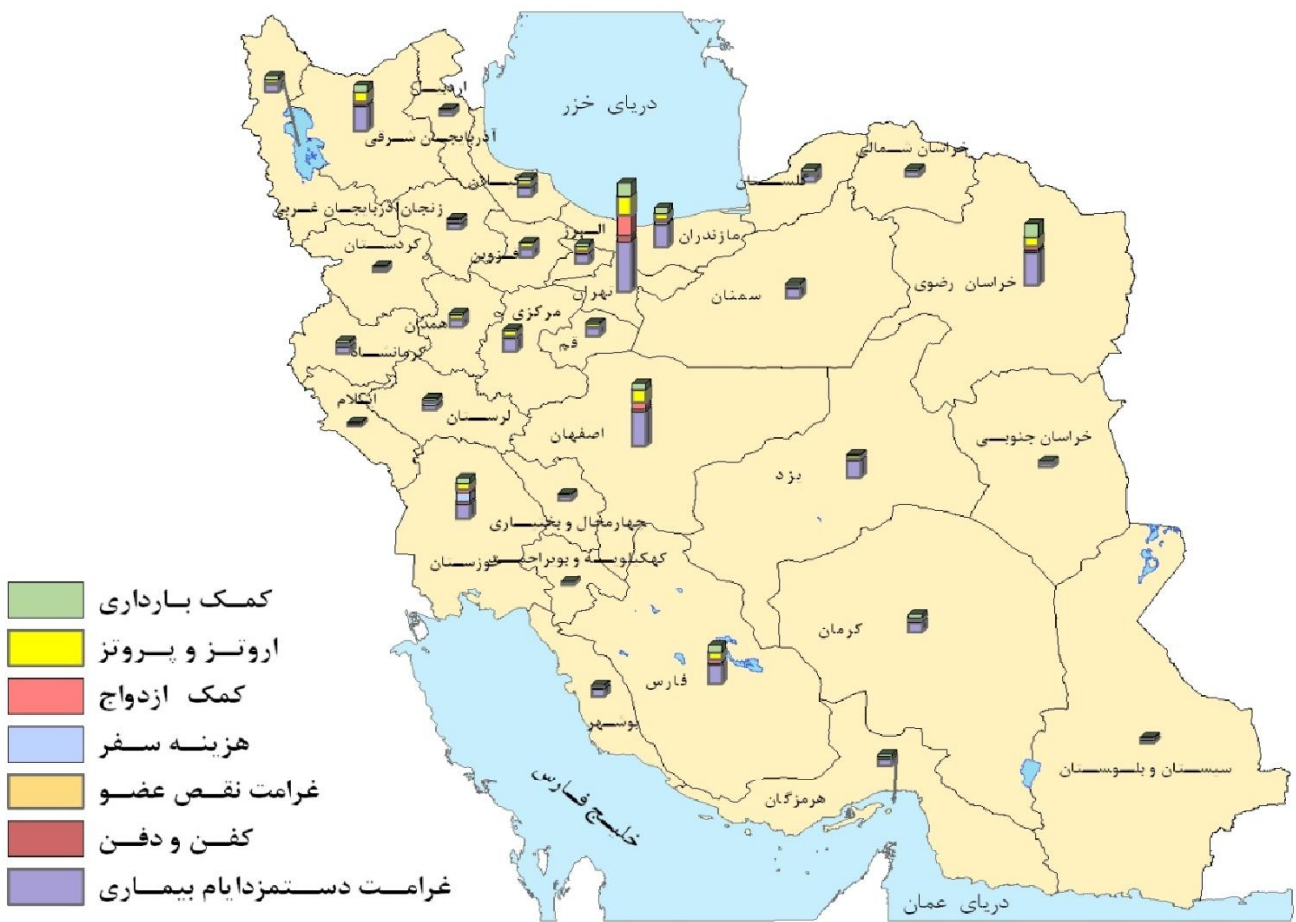 دریای خزر
اردبیل
آذربایجان شرقی
خراسان شمالی
گلستان
گیلان
زنجان
آذربایجان غربی
البرز
مازندران
کردستان
قزوین
تهران
سمنان
خراسان رضوی
مرکزی
همدان
قم
کرمانشاه
ایلام
لرستان
اصفهان
خراسان جنوبی
یزد
چهارمحال و بختیاری
کهکیلویه و بویراحمد
خوزستان
کرمان
فارس
بوشهر
سیستان و بلوچستان
هرمزگان
خلیج فارس
دریای عمان
کمک بارداری
اروتز و پروتز
کمک ازدواج
هزینه سفر
غرامت نقص عضو
کفن و دفن
غرامت دستمزدایام بیماری